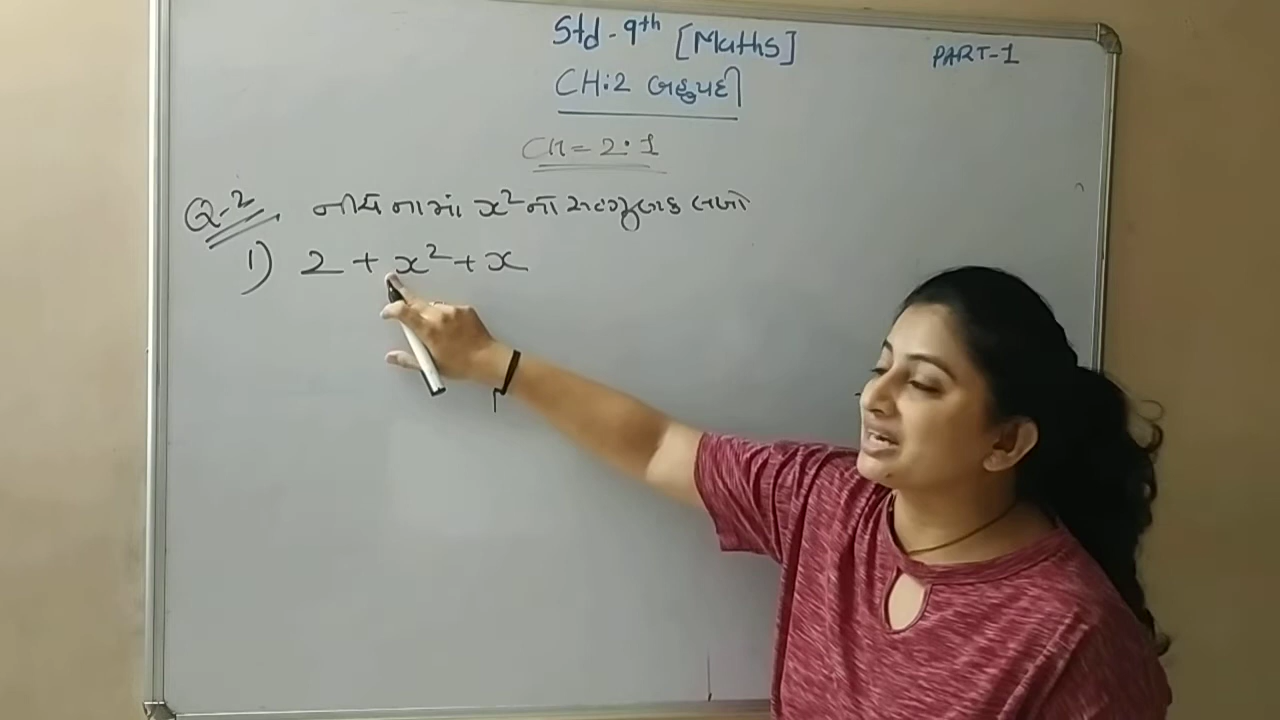 Std-9th [Maths]
PART-1
CH:2 બહુપદી
CH = 2.1
Q-2 નીચેનામાં x²નો સહગુણક લખો
1) 2 + x² + x